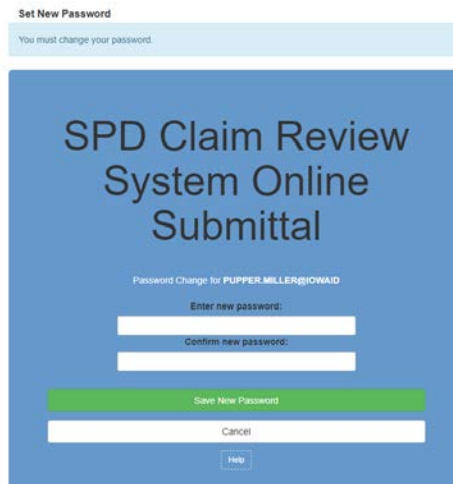 Set New Password
You must change your password.
SPD Claim Review
System Online
Submittal
Password Change for PUPPER.MILLER@IOWAID
Enter new password:
Confirm new password:
Save New Password
Cancel
Help